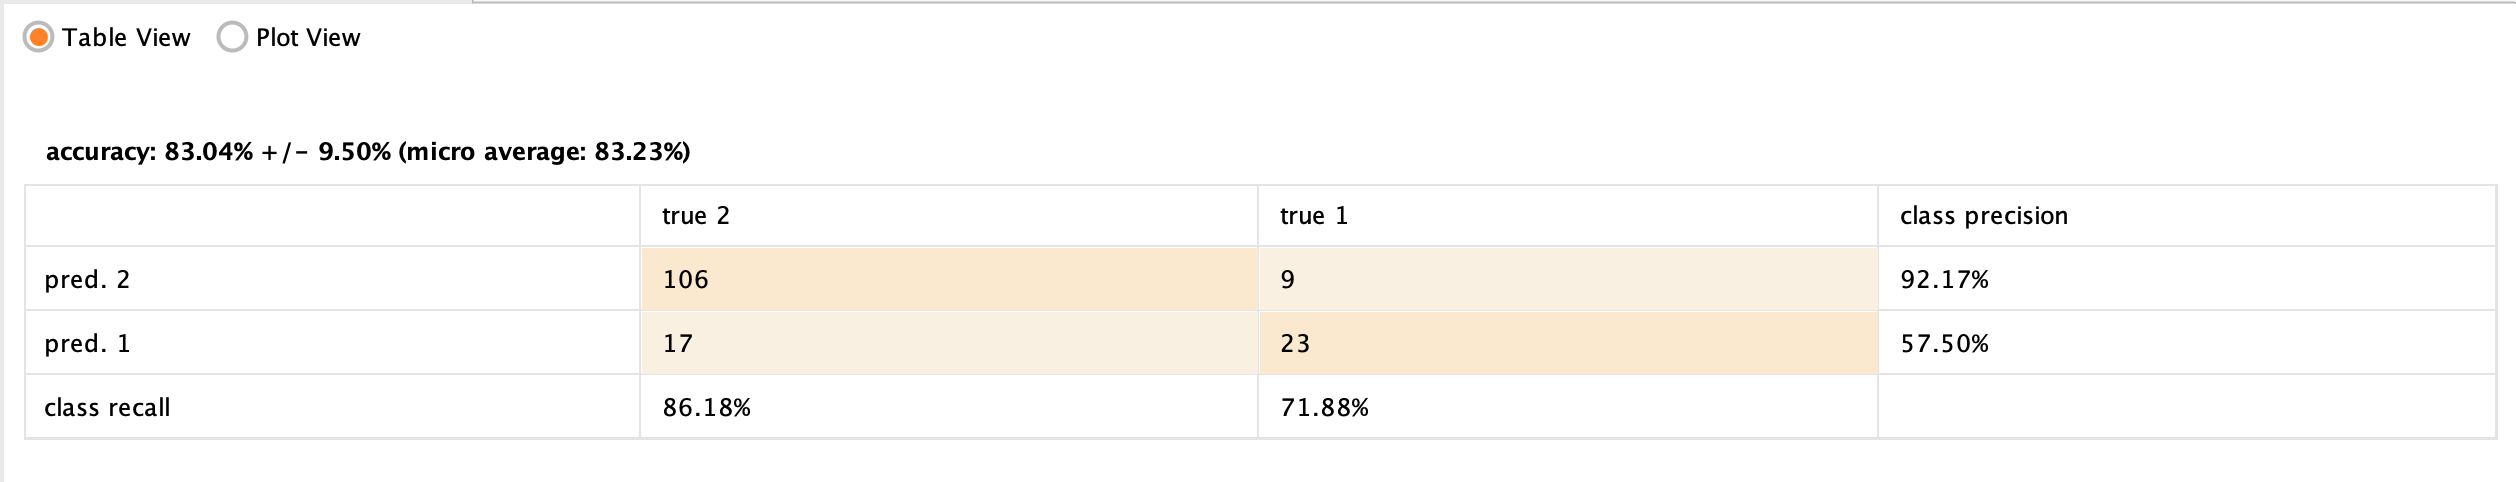 Table View Plot View
accuracy: 83.04% +/- 9.50% (micro average: 83.23%)
true 2 true 1 class precision
pred. 2 106 9 92.17%
pred. 1 17 23 57.50%
class recall 86.18% 71.88%